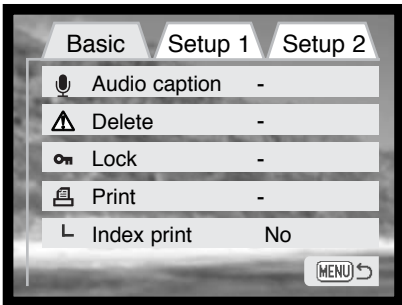 Basic Setup 1 Setup 2
Audio caption -
Delete -
Lock -
Print -
Index print No
MENU